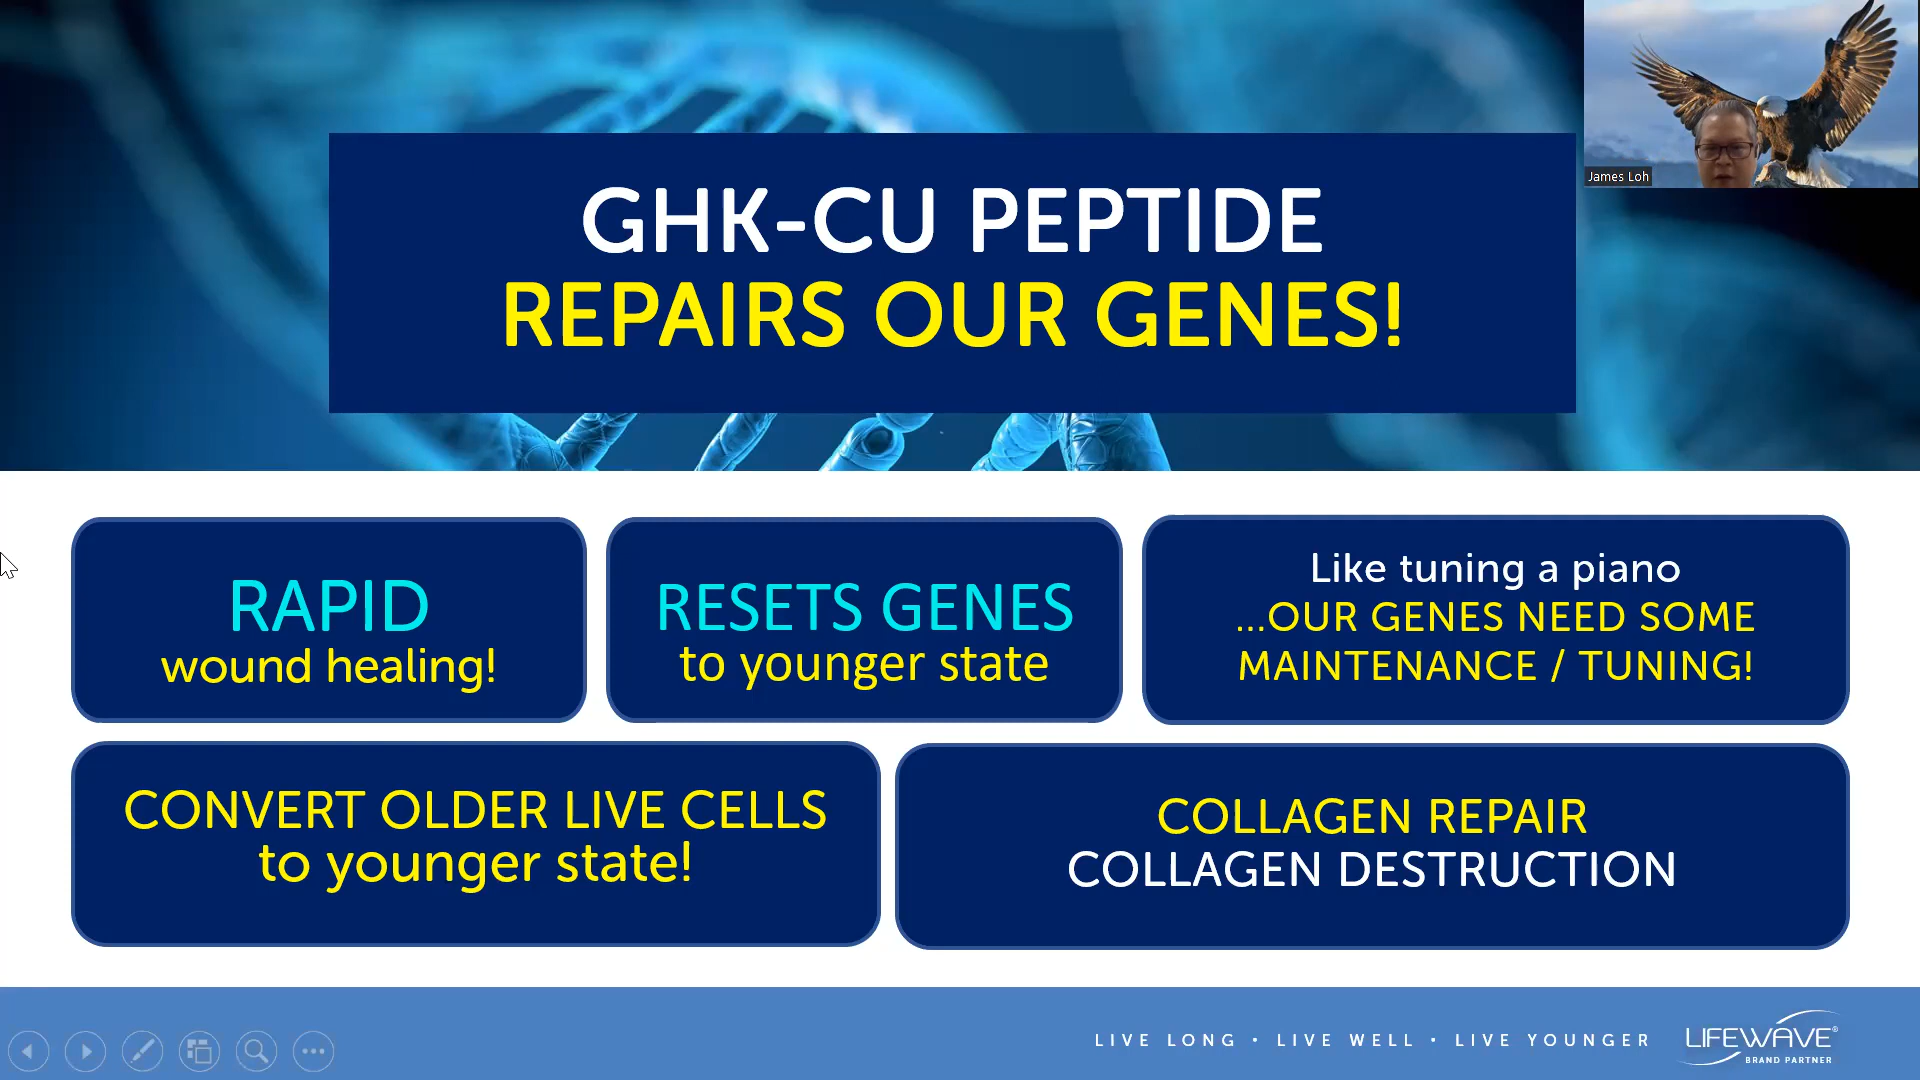 James Loh
GHK-CU PEPTIDE
REPAIRS OUR GENES!
RAPID
wound healing!
RESETS GENES
to younger state
Like tuning a piano
...OUR GENES NEED SOME
MAINTENANCE / TUNING!
CONVERT OLDER LIVE CELLS
to younger state!
COLLAGEN REPAIR
COLLAGEN DESTRUCTION
LIVE LONG • LIVE WELL • LIVE YOUNGER
LIFEWAVE®
BRAND PARTNER